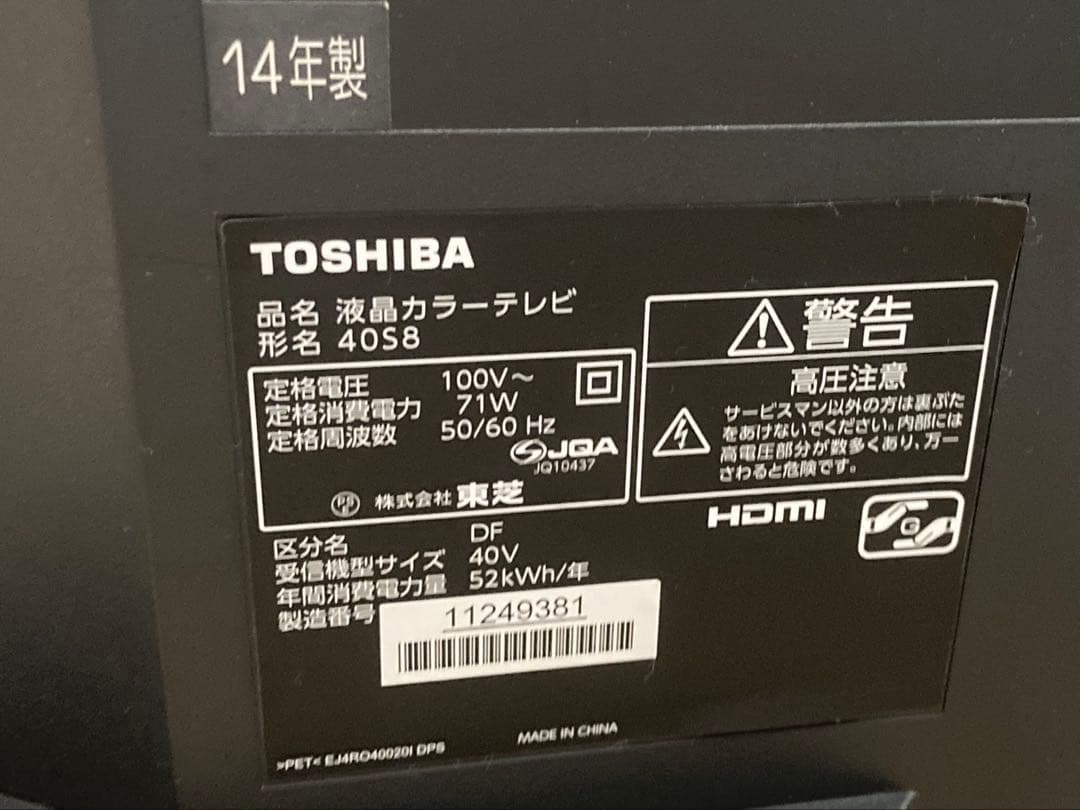 14年製
TOSHIBA
品名 液晶カラーテレビ
形名 40S8
定格電圧 100V～
定格消費電力 71W
定格周波数 50/60 Hz
JQA
JQ10437
PS E 株式会社 東芝
区分名 DF
受信機型サイズ 40V
年間消費電力量 52kWh/年
製造番号 11249381
警告
高圧注意
サービスマン以外の方は裏ぶた
をあけないでください。内部には
高電圧部分が数多くあり、万一
さわると危険です。
HDMI
G
>PET< EJ4RO40020I DPS
MADE IN CHINA